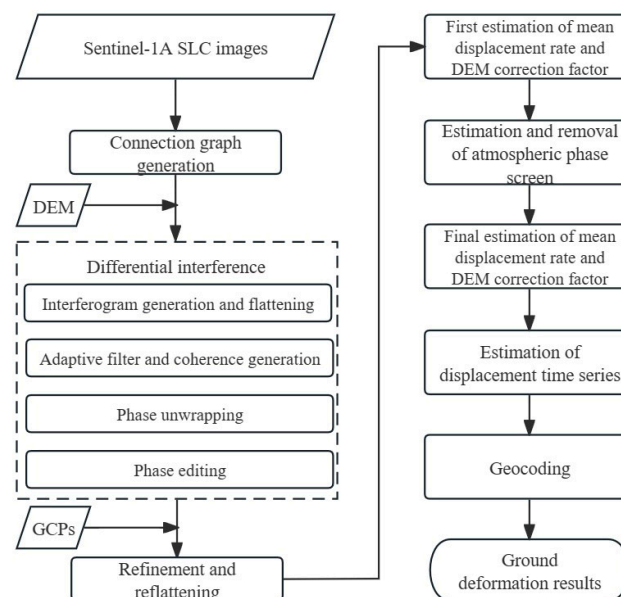 Sentinel-1A SLC images
Connection graph
generation
DEM
Differential interference
Interferogram generation and flattening
Adaptive filter and coherence generation
Phase unwrapping
Phase editing
GCPs
Refinement and
reflattening
First estimation of mean
displacement rate and
DEM correction factor
Estimation and removal
of atmospheric phase
screen
Final estimation of mean
displacement rate and
DEM correction factor
Estimation of
displacement time series
Geocoding
Ground
deformation results